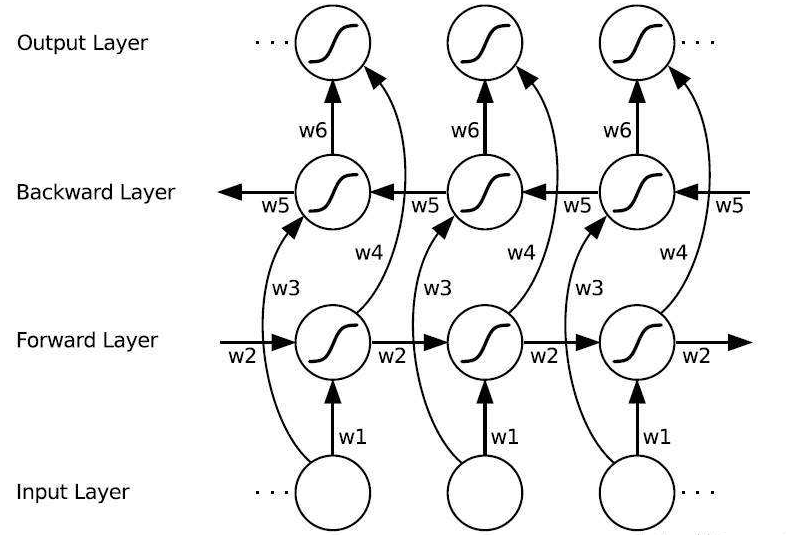 Output Layer
. . .
. . .
w6
w6
w6
Backward Layer
w5
w5
w5
w5
w4
w4
w4
w3
w3
w3
Forward Layer
w2
w2
w2
w2
w1
w1
w1
Input Layer
. . .
. . .